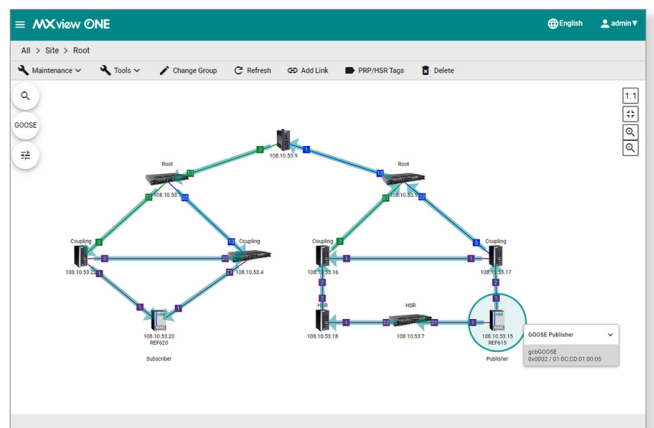 MXview ONE
English
admin
All > Site > Root
Maintenance
Tools
Change Group
Refresh
Add Link
PRP/HSR Tags
Delete
GOOSE
1:1
108.10.53.9
Root
Root
Coupling
Coupling
108.10.53.4
Coupling
108.10.53.16
Coupling
108.10.53.17
108.10.53.20
REF620
Subscriber
HSR
108.10.53.18
HSR
108.10.53.7
108.10.53.15
REF615
Publisher
GOOSE Publisher
gcbGOOSE
0x0002 / 01:0C:CD:01:00:05